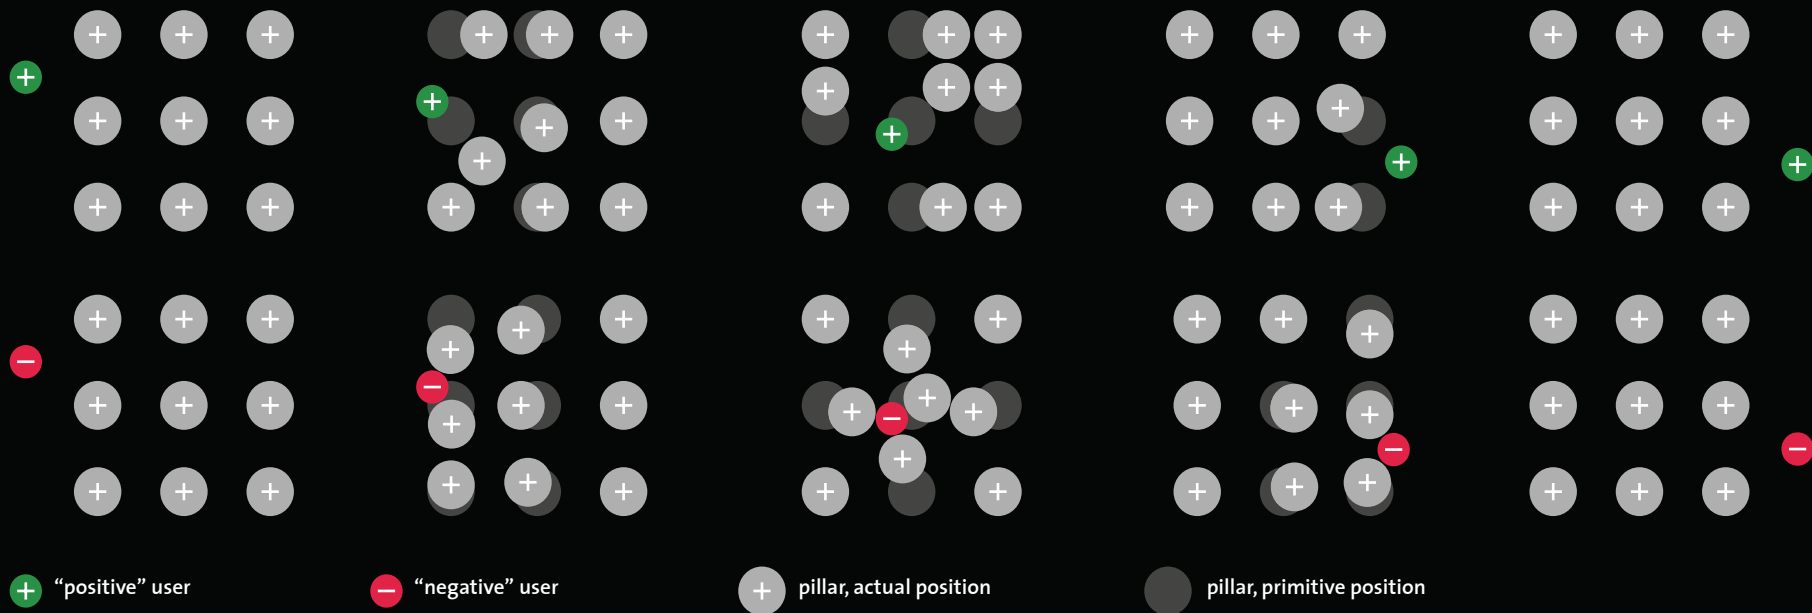 “positive” user
“negative” user
pillar, actual position
pillar, primitive position